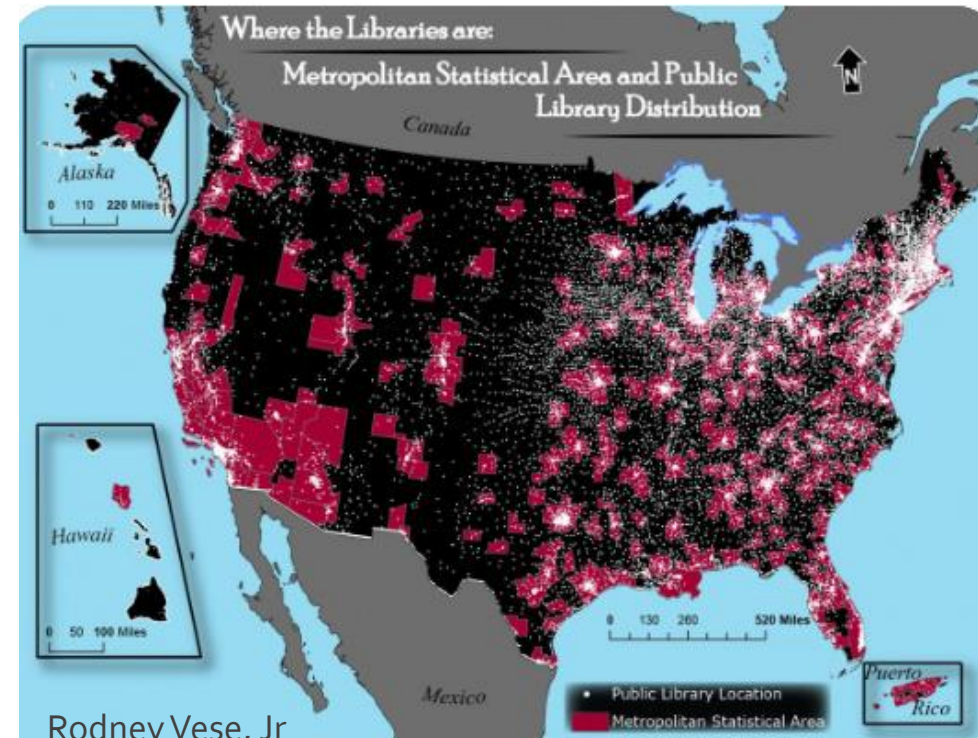 Where the Libraries are:
Metropolitan Statistical Area and Public
Library Distribution
N
Canada
Alaska
0 110 220 Miles
Hawaii
0 50 100 Miles
Mexico
0 130 260 520 Miles
Puerto
Rico
Public Library Location
Metropolitan Statistical Area
Rodney Vese, Jr